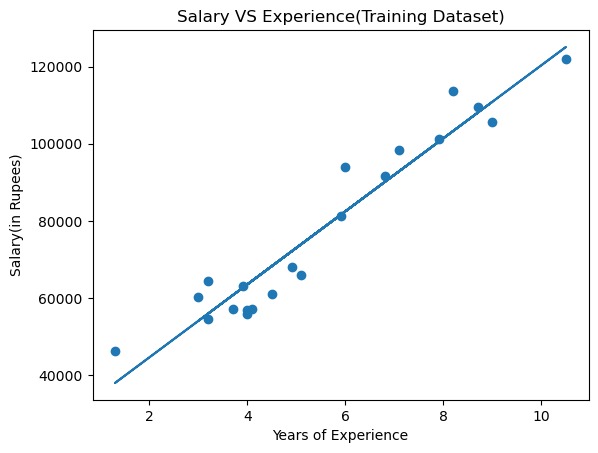 Salary VS Experience(Training Dataset)
120000
100000
80000
60000
40000
Salary(in Rupees)
2 4 6 8 10
Years of Experience